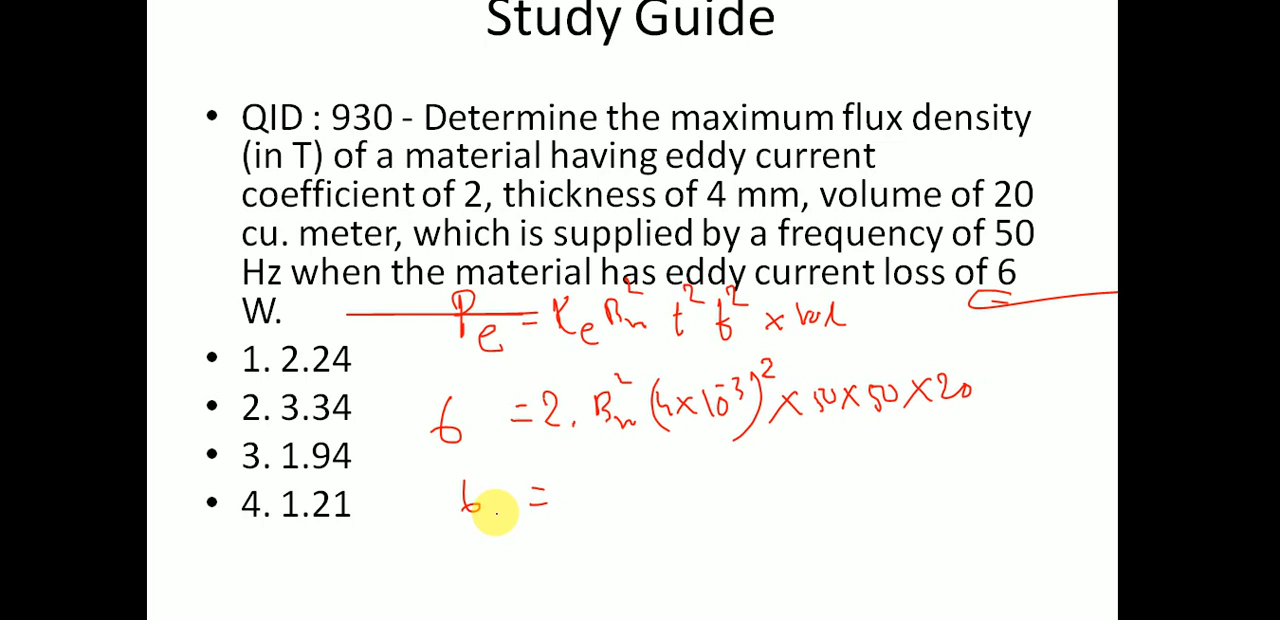 Study Guide
• QID : 930 - Determine the maximum flux density
(in T) of a material having eddy current
coefficient of 2, thickness of 4 mm, volume of 20
cu. meter, which is supplied by a frequency of 50
Hz when the material has eddy current loss of 6
W.
Pe = Ke Bm² t² f² × vol
• 1. 2.24
• 2. 3.34
6 = 2. Bm² (4×10⁻³)² × 50×50×20
• 3. 1.94
• 4. 1.21
6 =